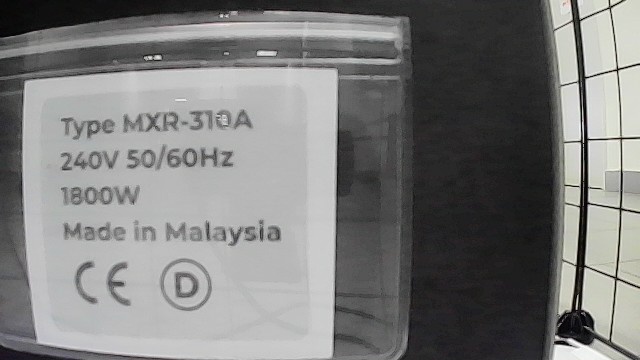 Type MXR-310A
240V 50/60Hz
1800W
Made in Malaysia
CE D